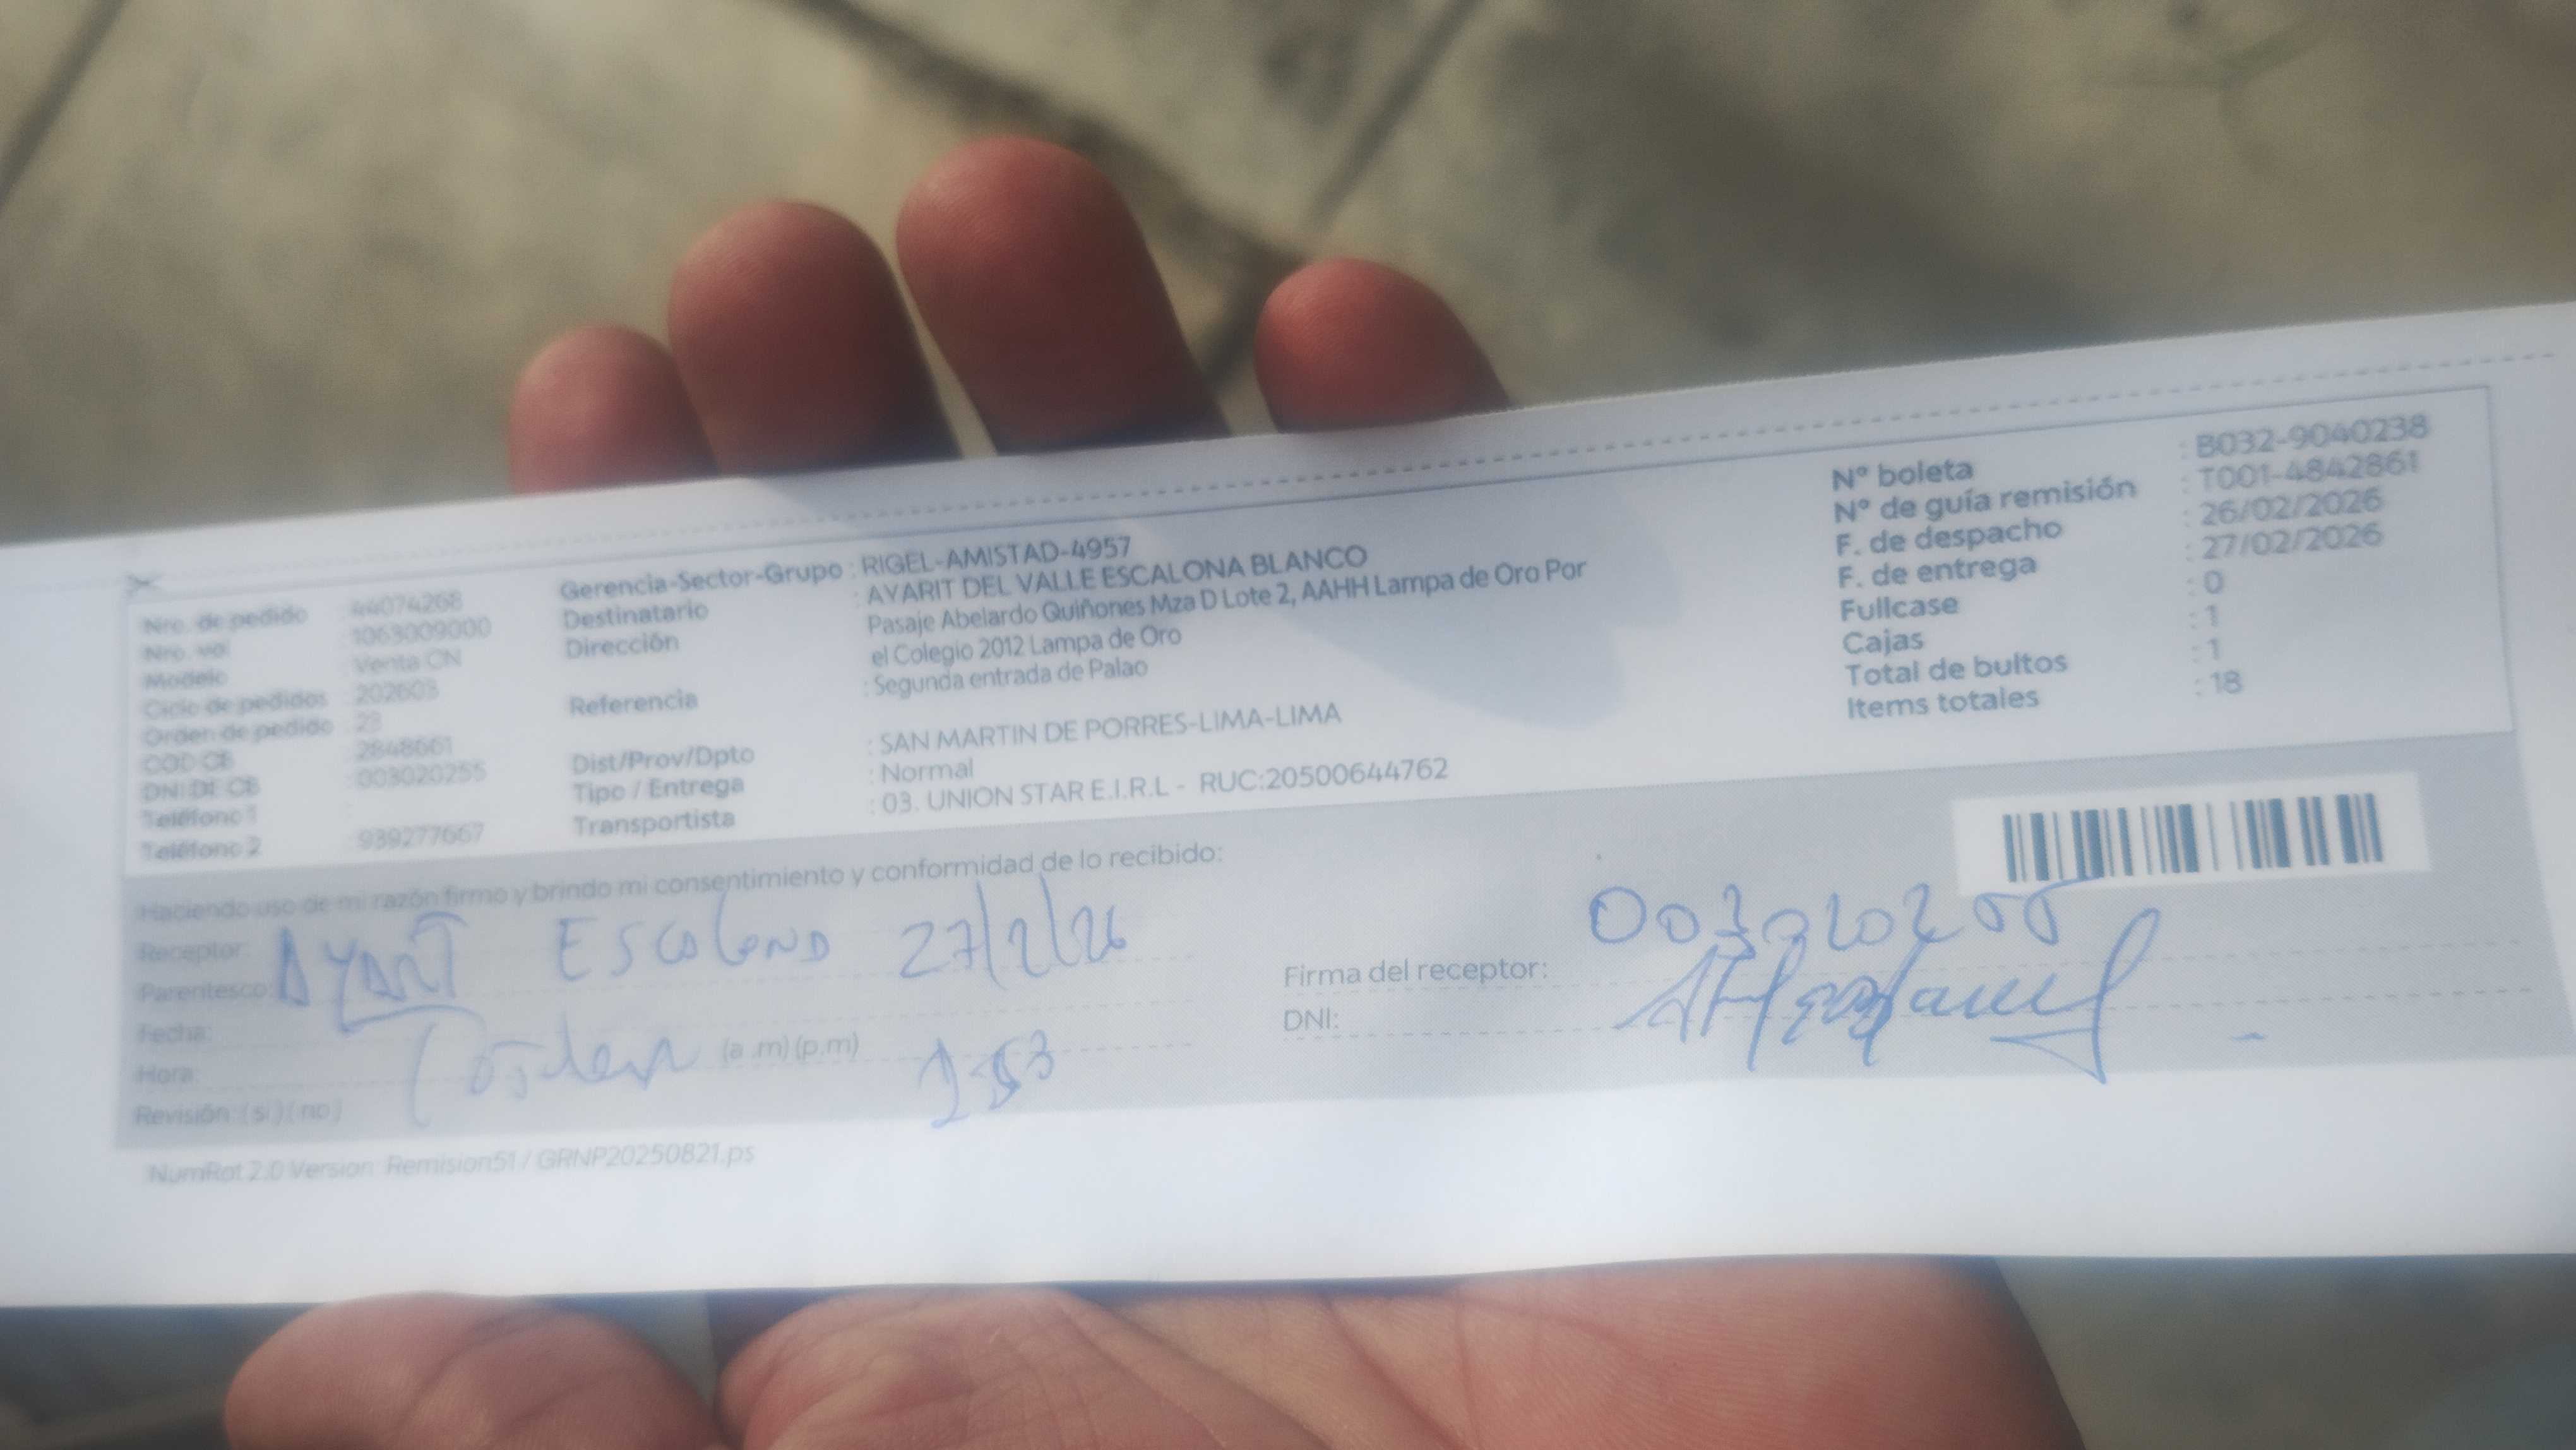 Nro. de pedido : 44074268
Nro. vol : 1063009000
Modelo : Venta CN
Ciclo de pedidos : 202603
Orden de pedido : 23
COD CB : 2848661
DNI DE CB : 003020255
Teléfono 1 :
Teléfono 2 : 939277667
Gerencia-Sector-Grupo : RIGEL-AMISTAD-4957
Destinatario : AYARIT DEL VALLE ESCALONA BLANCO
Dirección : Pasaje Abelardo Quiñones Mza D Lote 2, AAHH Lampa de Oro Por
el Colegio 2012 Lampa de Oro
Referencia : Segunda entrada de Palao
Dist/Prov/Dpto : SAN MARTIN DE PORRES-LIMA-LIMA
Tipo / Entrega : Normal
Transportista : 03. UNION STAR E.I.R.L - RUC:20500644762
Nº boleta : B032-9040238
Nº de guía remisión : T001-4842861
F. de despacho : 26/02/2026
F. de entrega : 27/02/2026
Fullcase : 0
Cajas : 1
Total de bultos : 1
Items totales : 18
Haciendo uso de mi razón firmo y brindo mi consentimiento y conformidad de lo recibido:
Receptor:
Parentesco: 27/2/26
Fecha:
Hora: (a .m) (p.m)
Revisión: (si) (no)
003020255
Firma del receptor:
DNI:
NumRot 2.0 Version: Remision51 / GRNP20250821.ps